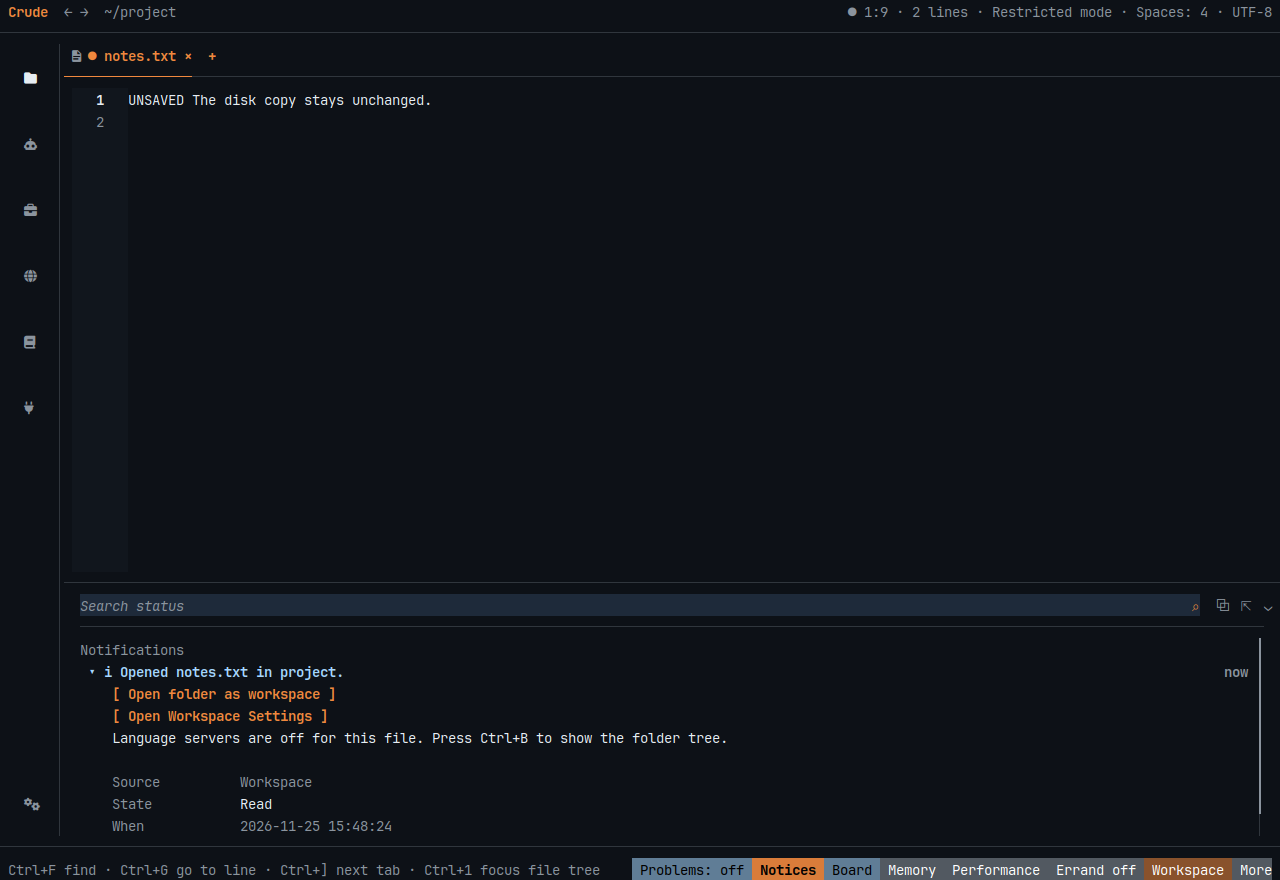 Crude ← → ~/project ● 1:9 · 2 lines · Restricted mode · Spaces: 4 · UTF-8
● notes.txt × +
1 UNSAVED The disk copy stays unchanged.
2
Search status
Notifications
▾ i Opened notes.txt in project. now
[ Open folder as workspace ]
[ Open Workspace Settings ]
Language servers are off for this file. Press Ctrl+B to show the folder tree.
Source Workspace
State Read
When 2026-11-25 15:48:24
Ctrl+F find · Ctrl+G go to line · Ctrl+] next tab · Ctrl+1 focus file tree Problems: off Notices Board Memory Performance Errand off Workspace More